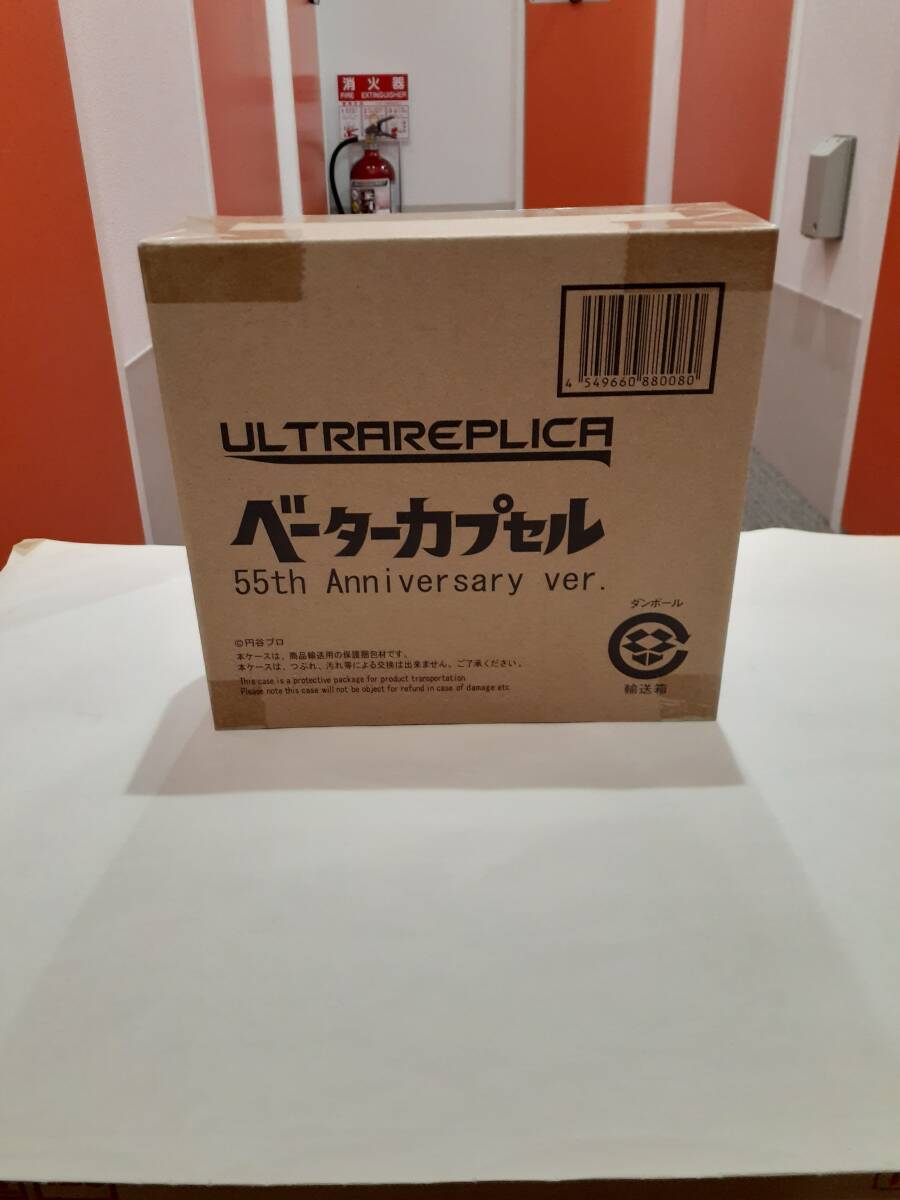 消火器
FIRE EXTINGUISHER
4 549660 880080
ULTRAREPLICA
ベーターカプセル
55th Anniversary ver.
ダンボール
輸送箱
©円谷プロ
本ケースは、商品輸送用の保護梱包材です。
本ケースは、つぶれ、汚れ等による交換は出来ません。ご了承ください。
This case is a protective package for product transportation
Please note this case will not be object for refund in case of damage etc